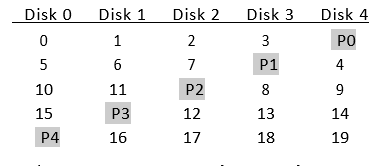 Disk 0 Disk 1 Disk 2 Disk 3 Disk 4
0 1 2 3 P0
5 6 7 P1 4
10 11 P2 8 9
15 P3 12 13 14
P4 16 17 18 19